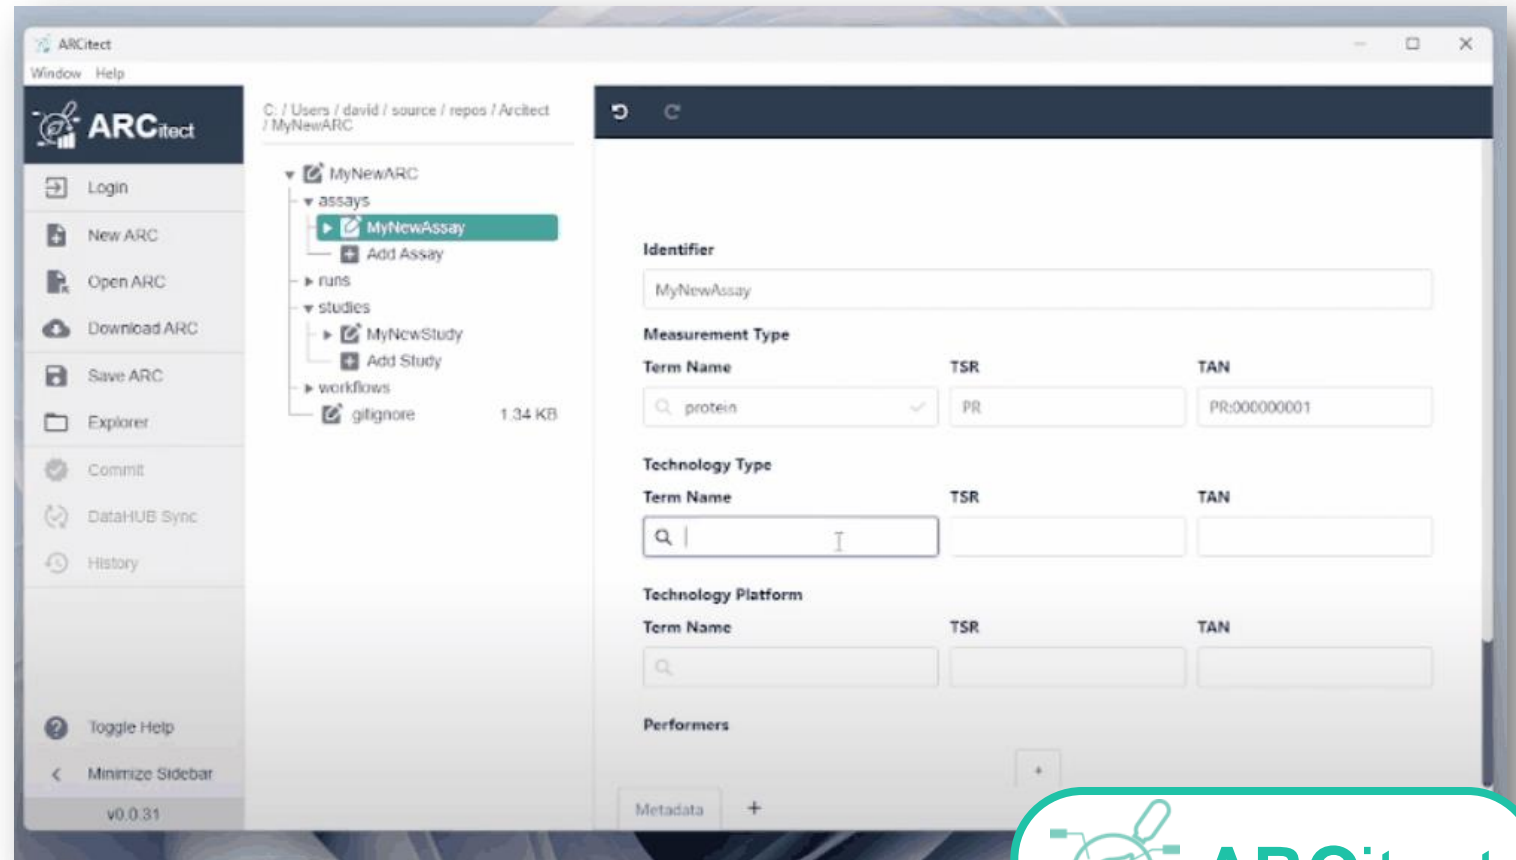 ARCitect
Window Help
ARCitect
Login
New ARC
Open ARC
Download ARC
Save ARC
Explorer
Commit
DataHUB Sync
History
Toggle Help
Minimize Sidebar
v0.0.31
C: / Users / david / source / repos / Arcitect
/ MyNewARC
MyNewARC
assays
MyNewAssay
Add Assay
runs
studies
MyNewStudy
Add Study
workflows
gitignore 1.34 KB
Identifier
MyNewAssay
Measurement Type
Term Name TSR TAN
protein PR PR:000000001
Technology Type
Term Name TSR TAN
Technology Platform
Term Name TSR TAN
Performers
+
Metadata +
ARCitect